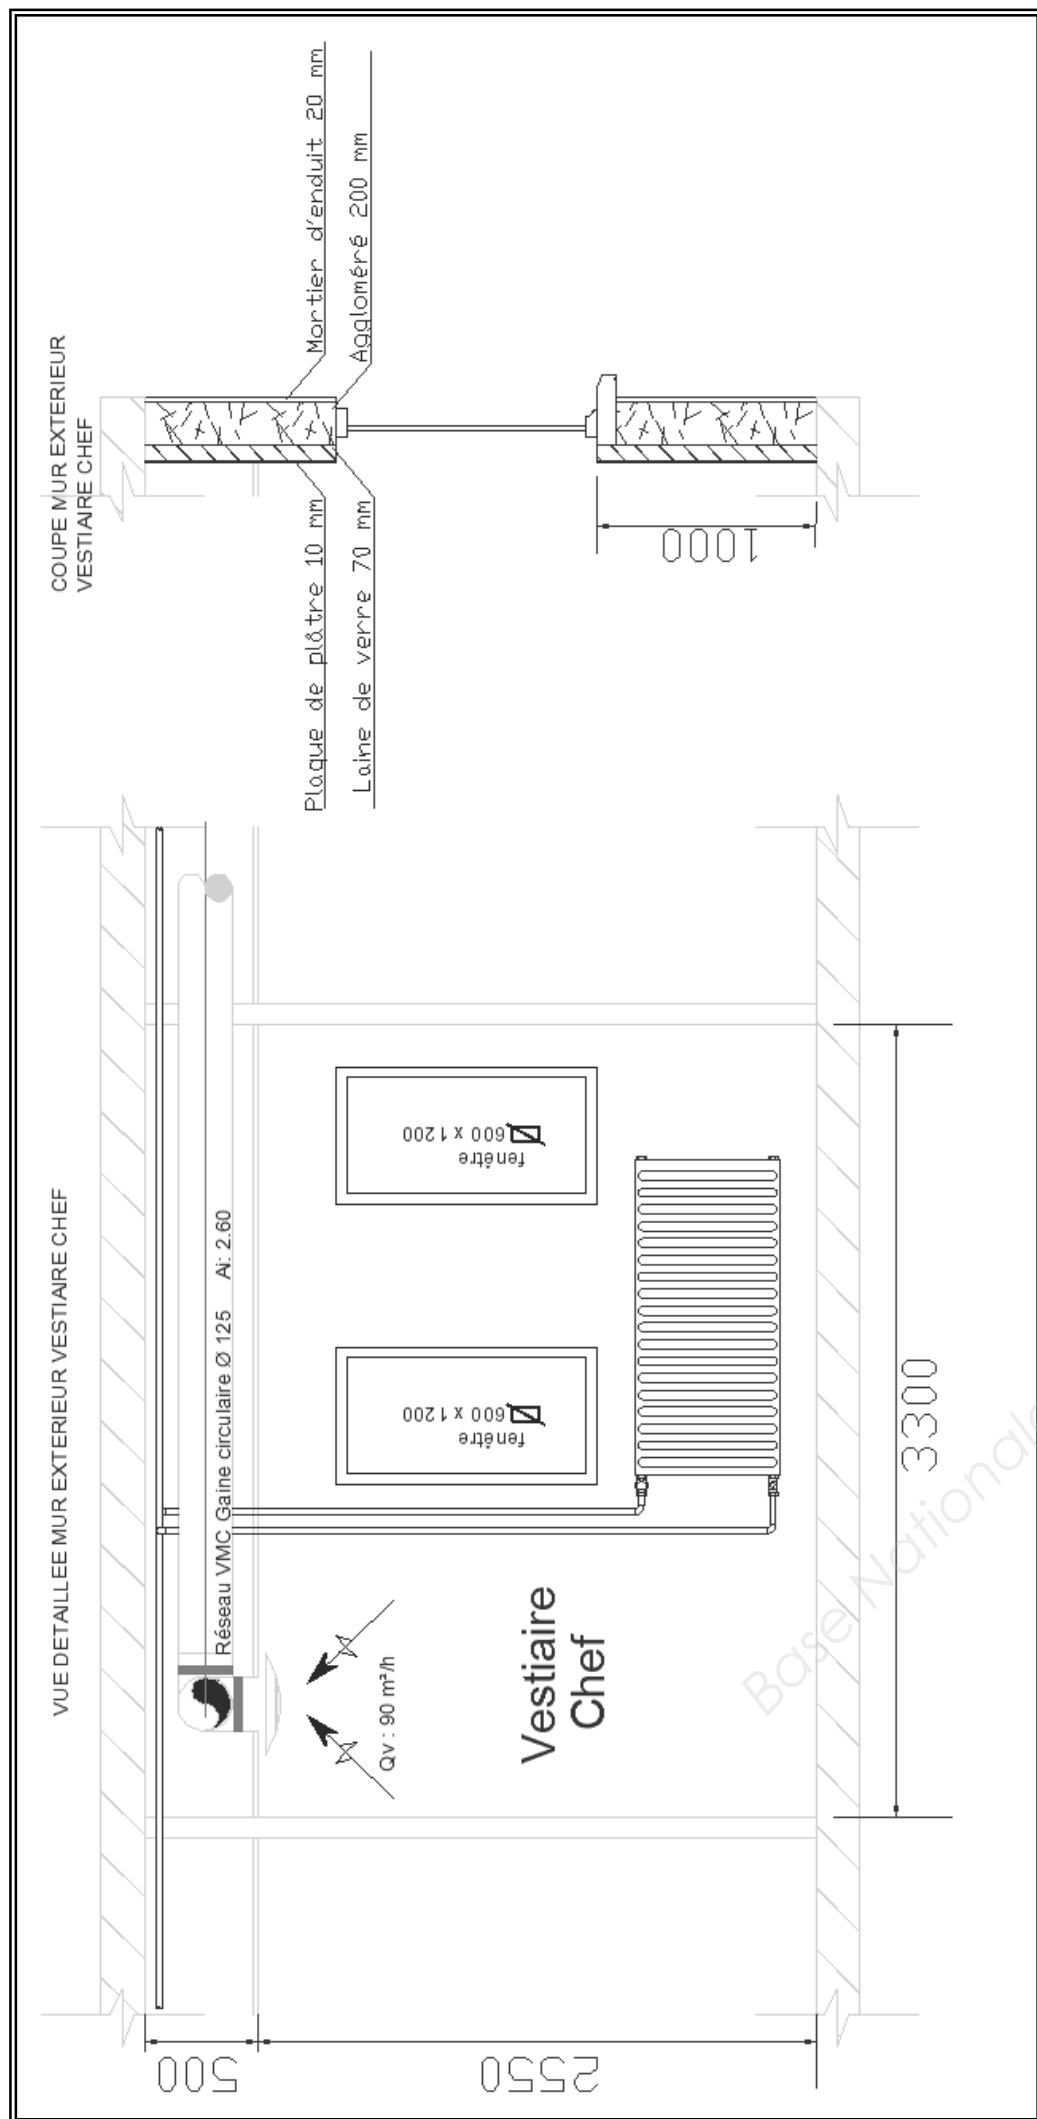 VUE DETAILLEE MUR EXTERIEUR VESTIAIRE CHEF
COUPE MUR EXTERIEUR
VESTIAIRE CHEF
500
2550
Réseau VMC Gaine circulaire Ø 125 Ai: 2.60
Qv : 90 m³/h
Vestiaire
Chef
fenêtre
600 x 1200
fenêtre
600 x 1200
3300
Plaque de plâtre 10 mm
Laine de verre 70 mm
Mortier d'enduit 20 mm
Aggloméré 200 mm
1000
Base Nationale